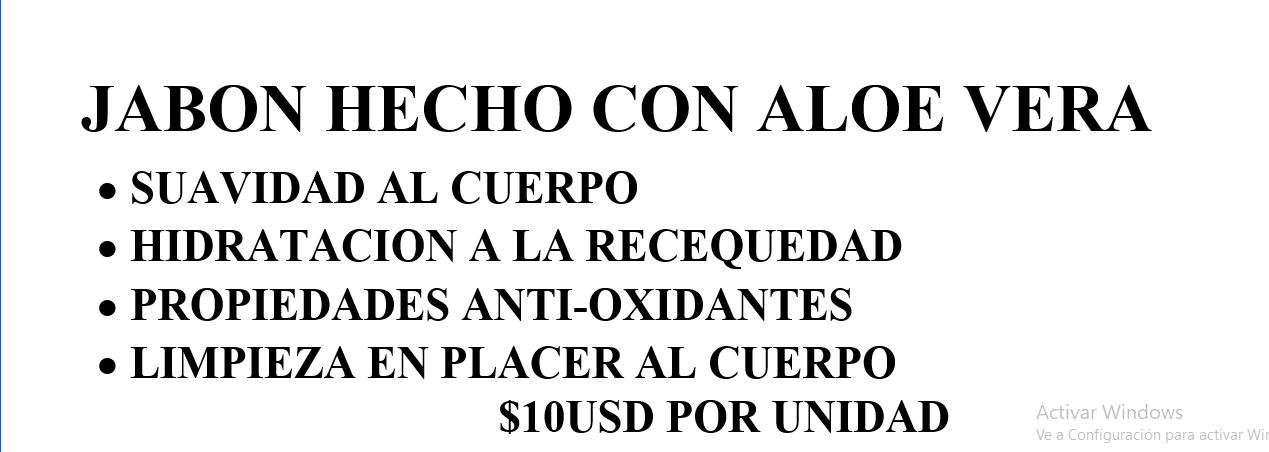 JABON HECHO CON ALOE VERA
• SUAVIDAD AL CUERPO
• HIDRATACION A LA RECEQUEDAD
• PROPIEDADES ANTI-OXIDANTES
• LIMPIEZA EN PLACER AL CUERPO
$10USD POR UNIDAD
Activar Windows
Ve a Configuración para activar Wi